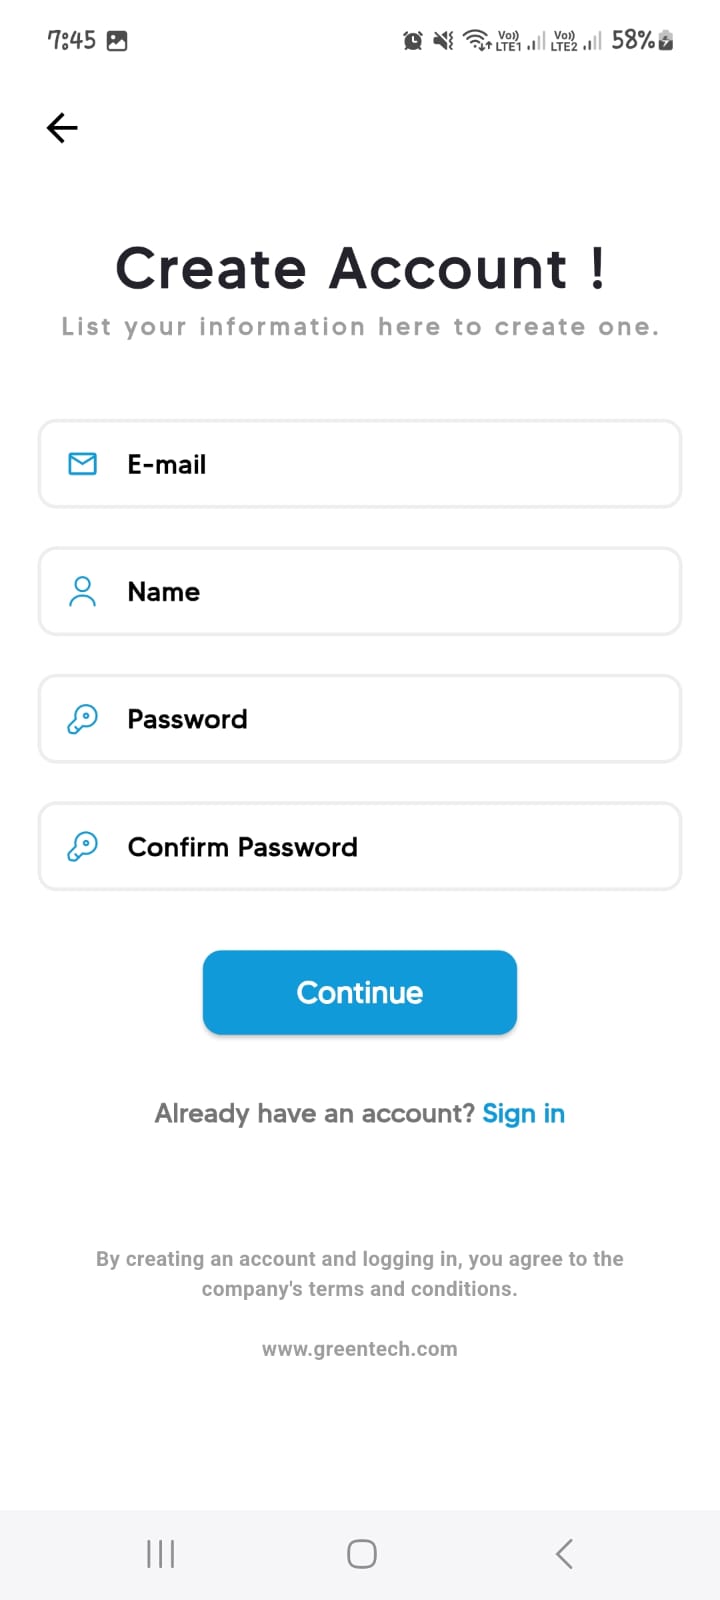 7:45 Vo)) LTE1 Vo)) LTE2 58%
Create Account !
List your information here to create one.
E-mail
Name
Password
Confirm Password
Continue
Already have an account? Sign in
By creating an account and logging in, you agree to the
company's terms and conditions.
www.greentech.com